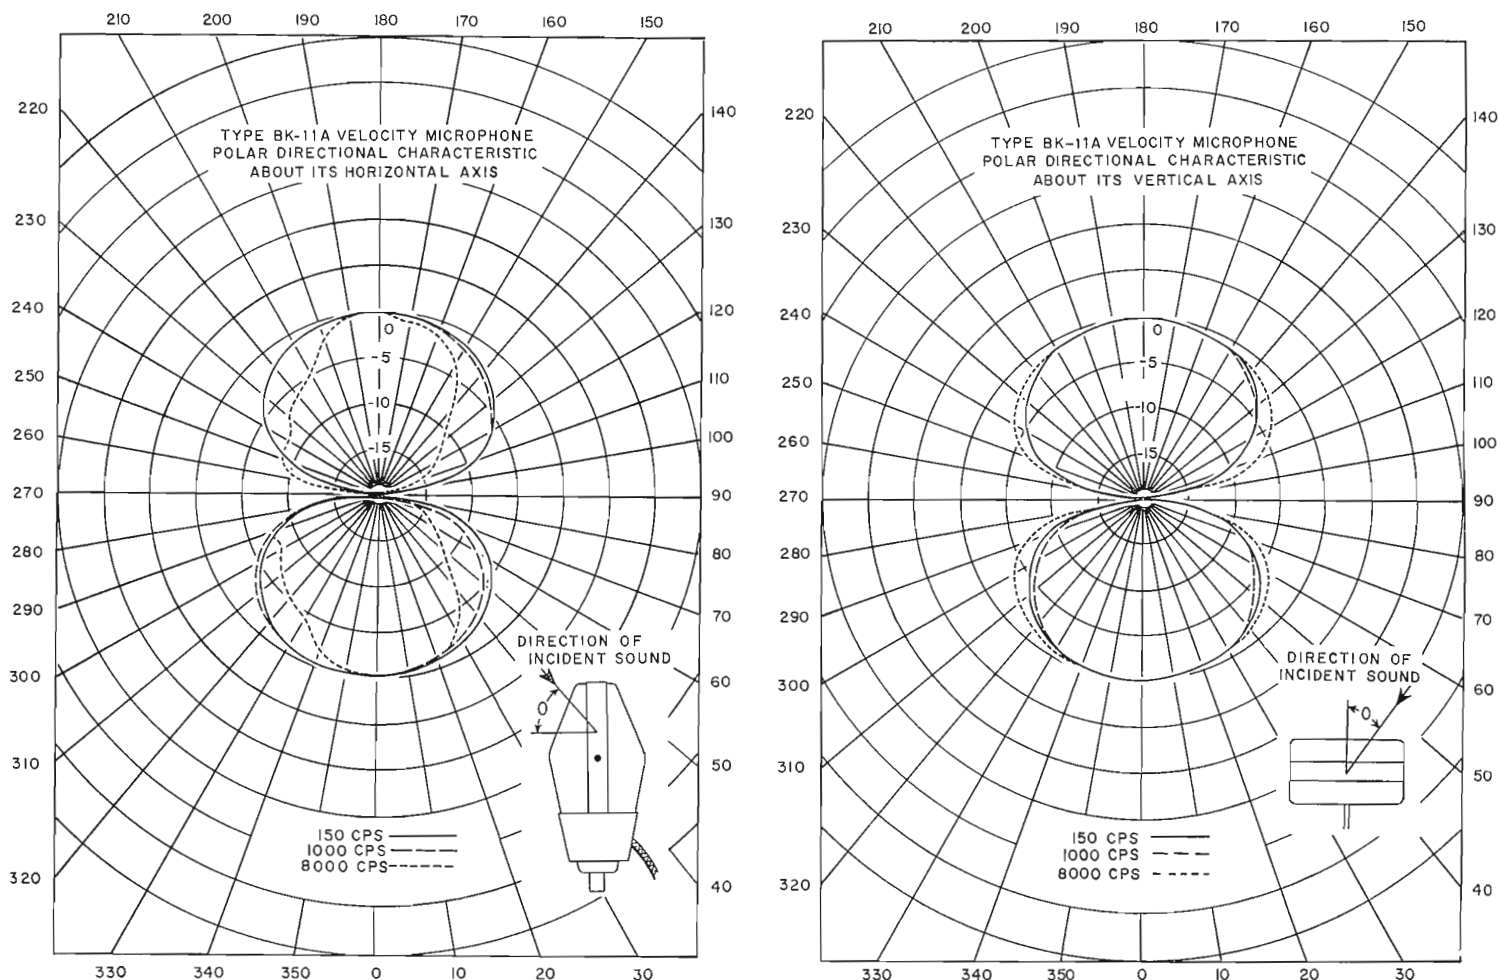 210 200 190 180 170 160 150
220
230
240
250
260
270
280
290
300
310
320
140
130
120
110
100
90
80
70
60
50
40
330 340 350 0 10 20 30
TYPE BK-11A VELOCITY MICROPHONE
POLAR DIRECTIONAL CHARACTERISTIC
ABOUT ITS HORIZONTAL AXIS
0
-5
-10
-15
DIRECTION OF
INCIDENT SOUND
0
150 CPS
1000 CPS
8000 CPS
210 200 190 180 170 160 150
220
230
240
250
260
270
280
290
300
310
320
140
130
120
110
100
90
80
70
60
50
40
330 340 350 0 10 20 30
TYPE BK-11A VELOCITY MICROPHONE
POLAR DIRECTIONAL CHARACTERISTIC
ABOUT ITS VERTICAL AXIS
0
-5
-10
-15
DIRECTION OF
INCIDENT SOUND
0
150 CPS
1000 CPS
8000 CPS